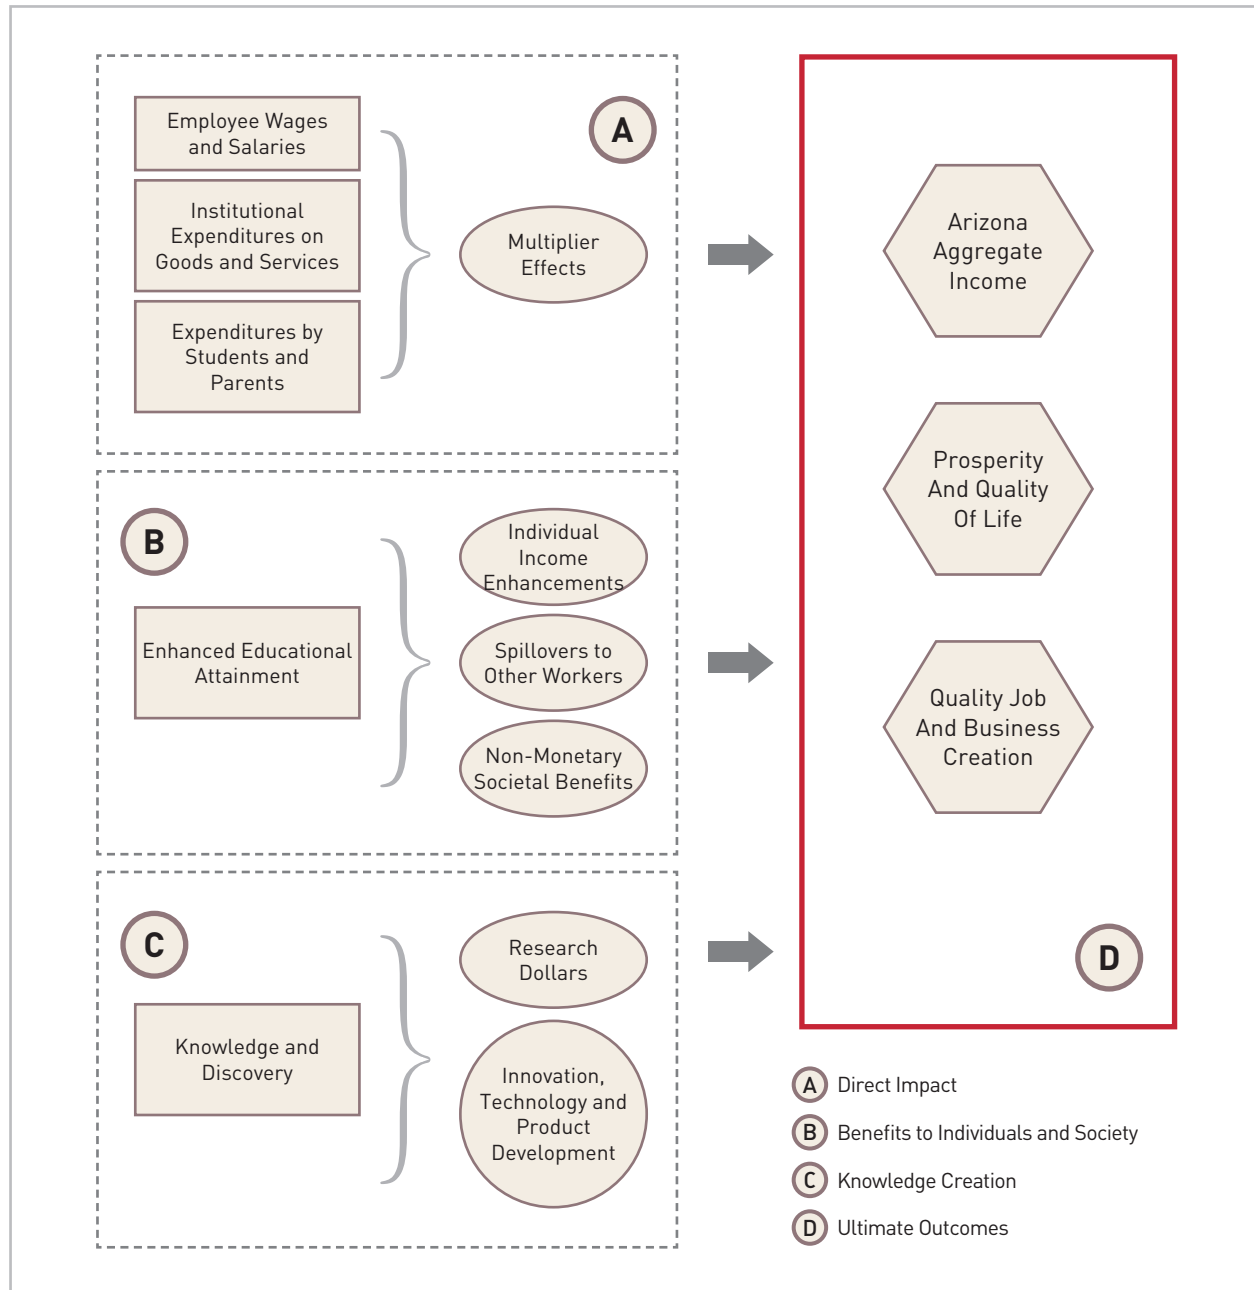 Employee Wages
and Salaries
Institutional
Expenditures on
Goods and Services
Expenditures by
Students and
Parents
A
Multiplier
Effects
B
Enhanced Educational
Attainment
Individual
Income
Enhancements
Spillovers to
Other Workers
Non-Monetary
Societal Benefits
C
Knowledge and
Discovery
Research
Dollars
Innovation,
Technology and
Product
Development
Arizona
Aggregate
Income
Prosperity
And Quality
Of Life
Quality Job
And Business
Creation
D
A Direct Impact
B Benefits to Individuals and Society
C Knowledge Creation
D Ultimate Outcomes